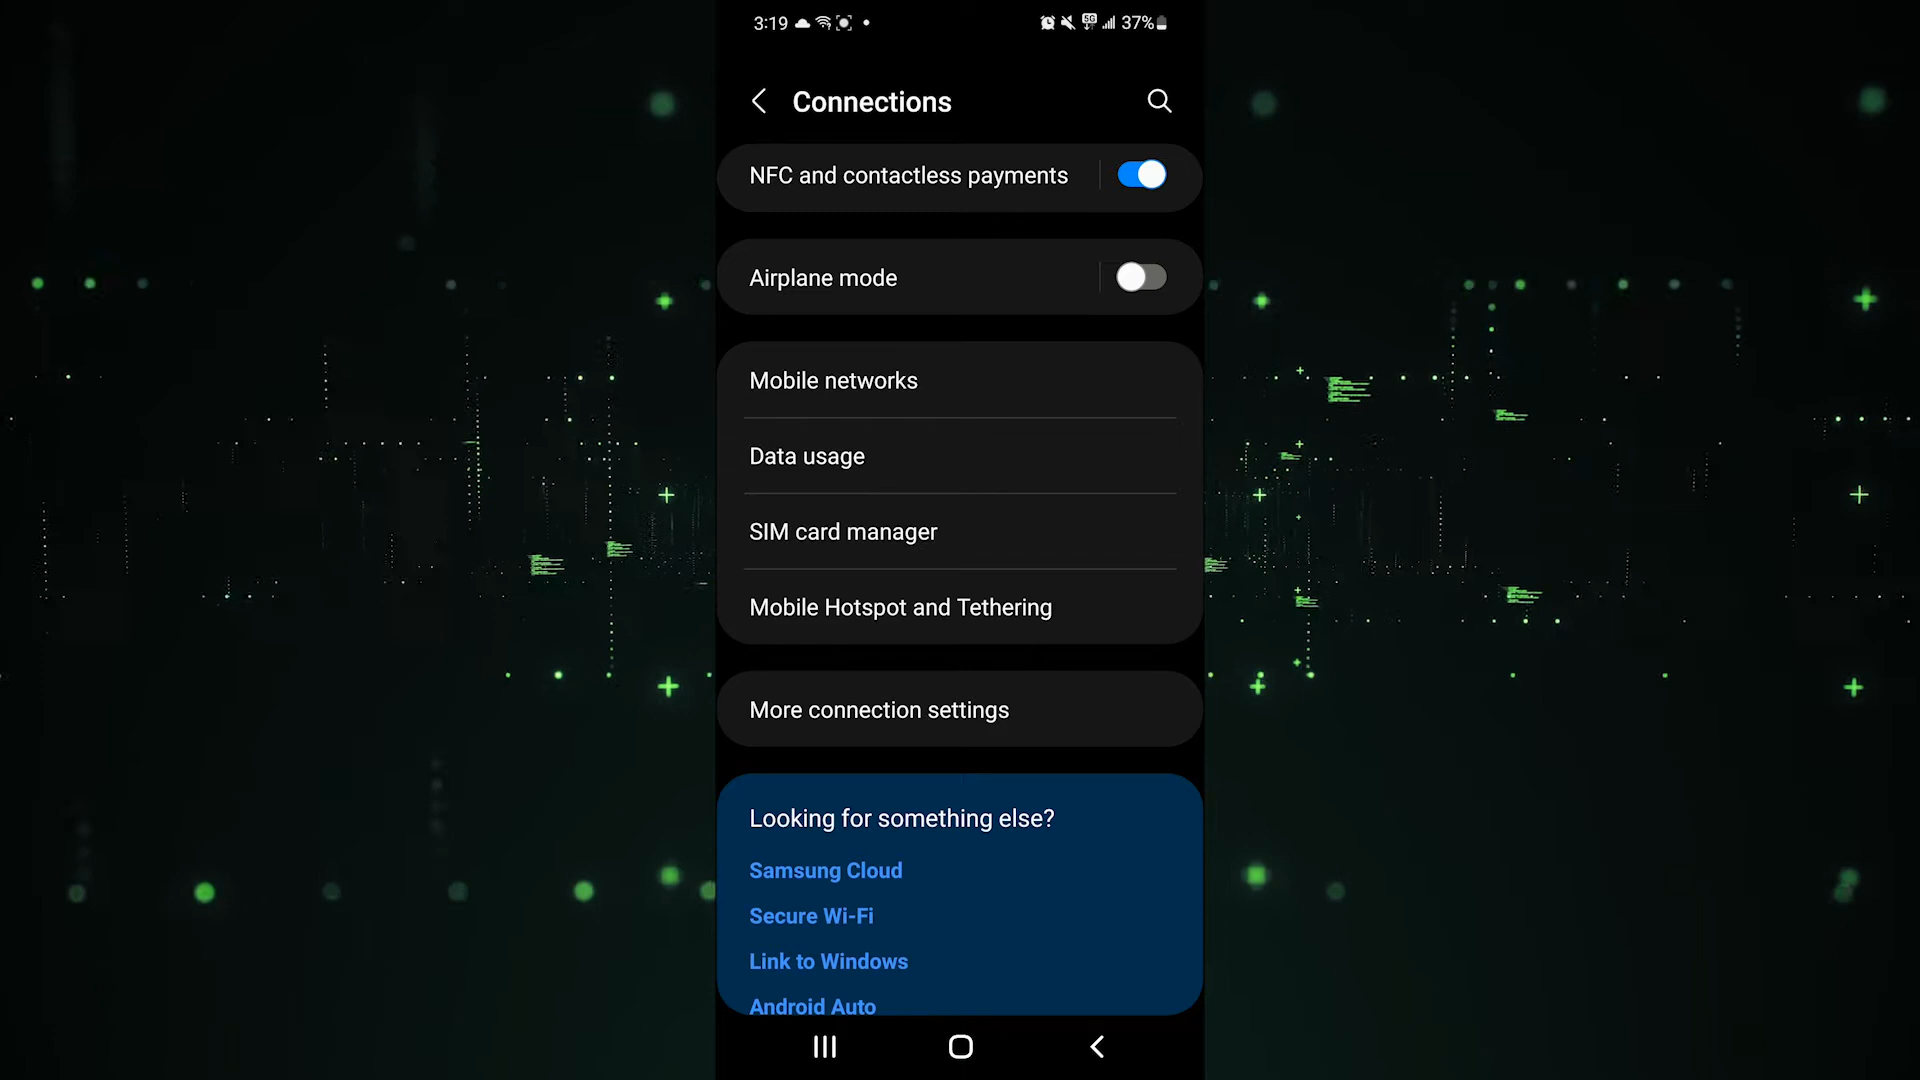 3:19
5G
37%
Connections
NFC and contactless payments
Airplane mode
Mobile networks
Data usage
SIM card manager
Mobile Hotspot and Tethering
More connection settings
Looking for something else?
Samsung Cloud
Secure Wi-Fi
Link to Windows
Android Auto